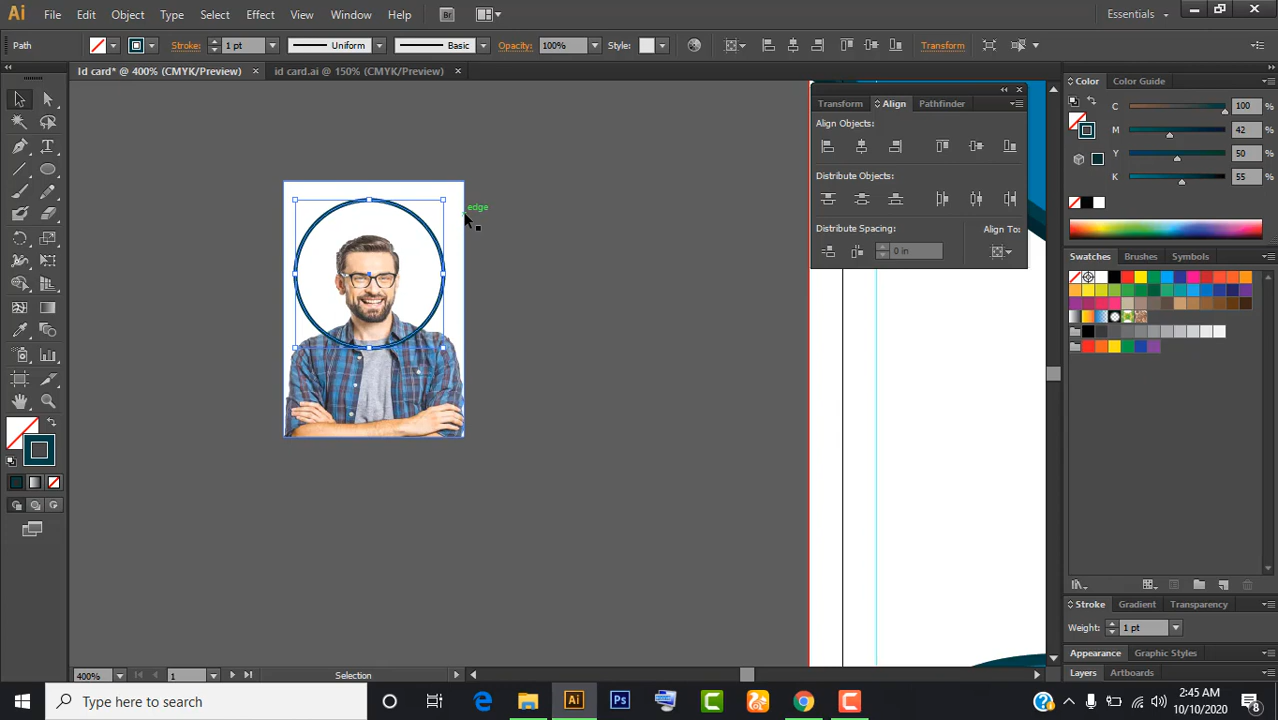 Ai File Edit Object Type Select Effect View Window Help Br Essentials
Path Stroke: 1 pt Uniform Basic Opacity: 100% Style: Transform
Id card* @ 400% (CMYK/Preview) × id card.ai @ 150% (CMYK/Preview) ×
Color Color Guide
C 100 %
M 42 %
Y 50 %
K 55 %
Transform Align Pathfinder
Align Objects:
Distribute Objects:
Distribute Spacing: Align To:
0 in
edge
Swatches Brushes Symbols
Stroke Gradient Transparency
Weight: 1 pt
Appearance Graphic Styles
Layers Artboards
400% 1 Selection
Type here to search
Ai Ps
2:45 AM
10/10/2020
8